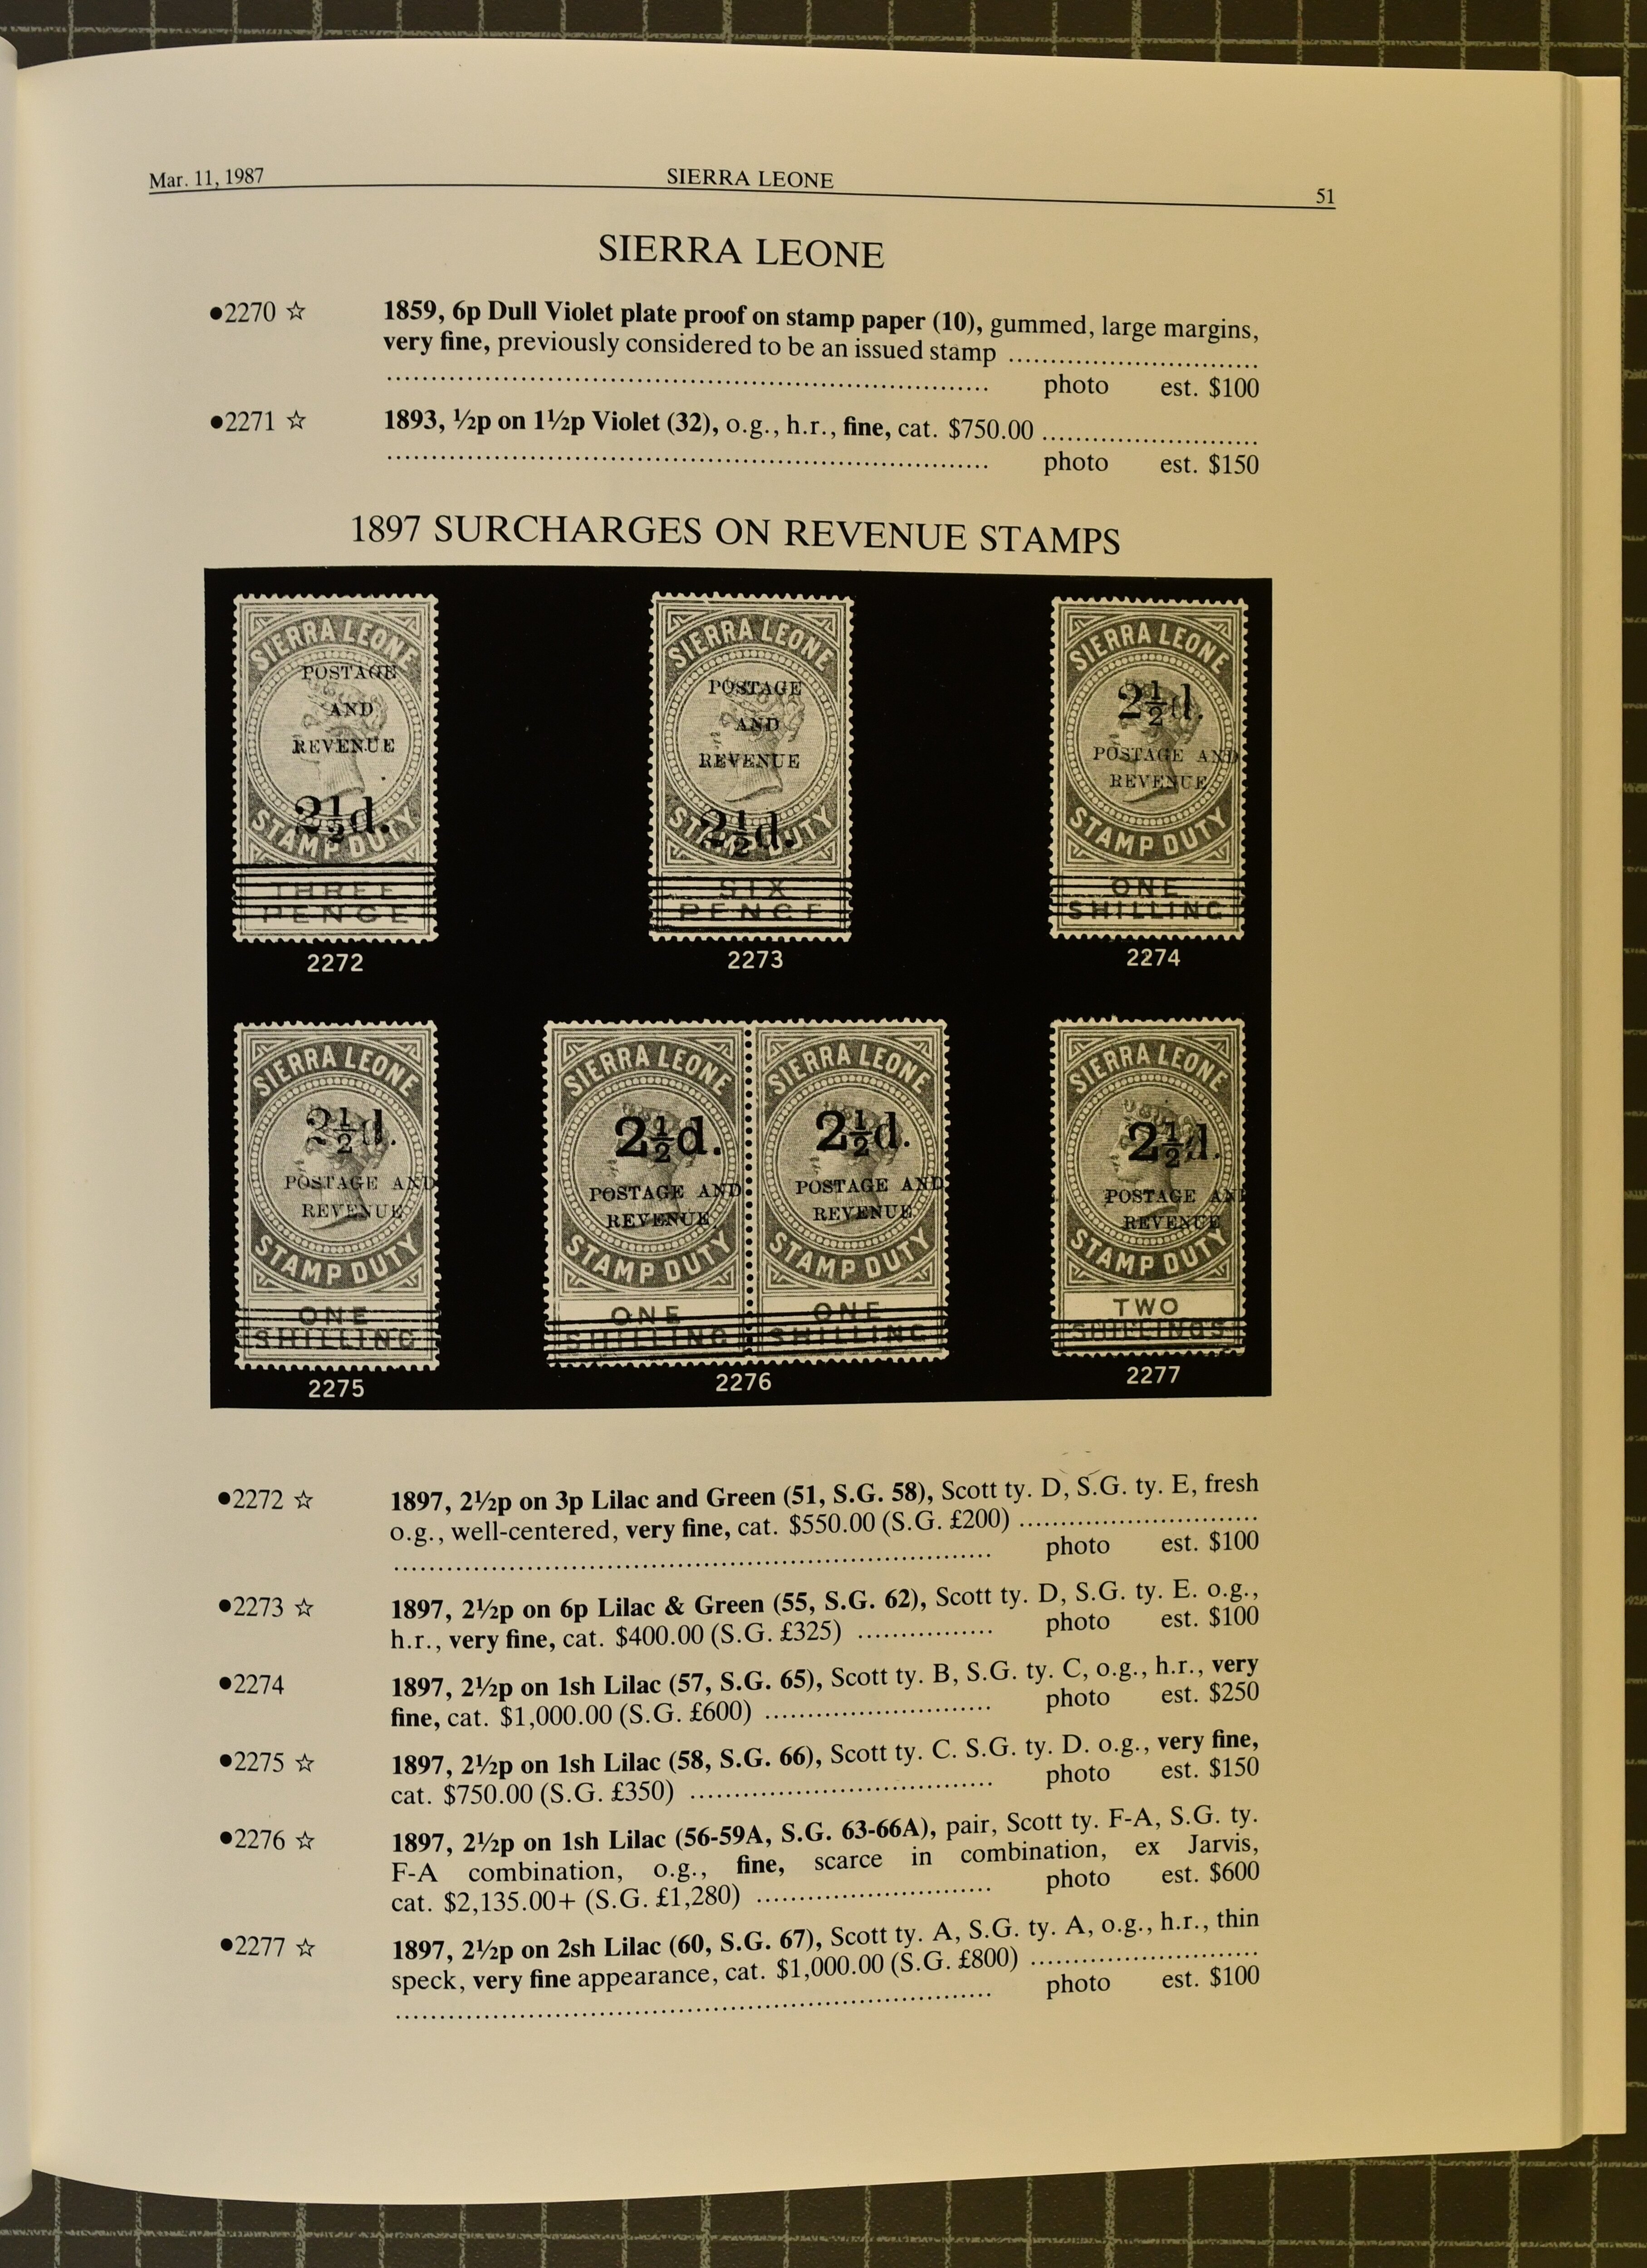 Mar. 11, 1987 SIERRA LEONE 51
SIERRA LEONE
●2270 ☆ 1859, 6p Dull Violet plate proof on stamp paper (10), gummed, large margins,
very fine, previously considered to be an issued stamp ............................
.................................................................... photo est. $100
●2271 ☆ 1893, ½p on 1½p Violet (32), o.g., h.r., fine, cat. $750.00 ........................
.................................................................... photo est. $150
1897 SURCHARGES ON REVENUE STAMPS
SIERRA LEONE
POSTAGE
AND
REVENUE
2½d.
STAMP DUTY
THREE
PENCE
2272
SIERRA LEONE
POSTAGE
AND
REVENUE
2½d.
STAMP DUTY
SIX
PENCE
2273
SIERRA LEONE
2½d.
POSTAGE AND
REVENUE
STAMP DUTY
ONE
SHILLING
2274
SIERRA LEONE
2½d.
POSTAGE AND
REVENUE
STAMP DUTY
ONE
SHILLING
2275
SIERRA LEONE
2½d.
POSTAGE AND
REVENUE
STAMP DUTY
ONE
SHILLING
SIERRA LEONE
2½d.
POSTAGE AND
REVENUE
STAMP DUTY
ONE
SHILLING
2276
SIERRA LEONE
2½d.
POSTAGE AND
REVENUE
STAMP DUTY
TWO
SHILLINGS
2277
●2272 ☆ 1897, 2½p on 3p Lilac and Green (51, S.G. 58), Scott ty. D, S.G. ty. E, fresh
o.g., well-centered, very fine, cat. $550.00 (S.G. £200) ...........................
.................................................................... photo est. $100
●2273 ☆ 1897, 2½p on 6p Lilac & Green (55, S.G. 62), Scott ty. D, S.G. ty. E. o.g.,
h.r., very fine, cat. $400.00 (S.G. £325) ................ photo est. $100
●2274 1897, 2½p on 1sh Lilac (57, S.G. 65), Scott ty. B, S.G. ty. C, o.g., h.r., very
fine, cat. $1,000.00 (S.G. £600) .......................... photo est. $250
●2275 ☆ 1897, 2½p on 1sh Lilac (58, S.G. 66), Scott ty. C. S.G. ty. D. o.g., very fine,
cat. $750.00 (S.G. £350) .................................. photo est. $150
●2276 ☆ 1897, 2½p on 1sh Lilac (56-59A, S.G. 63-66A), pair, Scott ty. F-A, S.G. ty.
F-A combination, o.g., fine, scarce in combination, ex Jarvis,
cat. $2,135.00+ (S.G. £1,280) ........................... photo est. $600
●2277 ☆ 1897, 2½p on 2sh Lilac (60, S.G. 67), Scott ty. A, S.G. ty. A, o.g., h.r., thin
speck, very fine appearance, cat. $1,000.00 (S.G. £800) .........................
.................................................................... photo est. $100